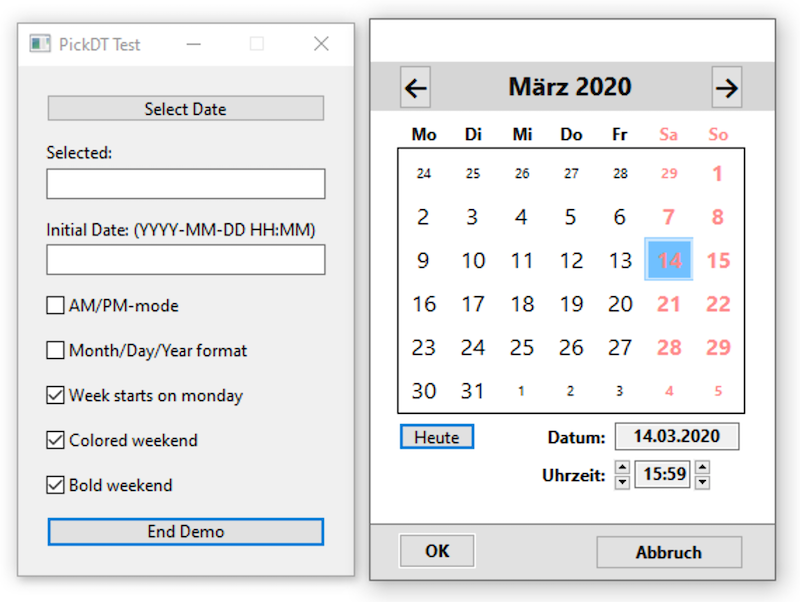 PickDT Test
Select Date
Selected:
Initial Date: (YYYY-MM-DD HH:MM)
AM/PM-mode
Month/Day/Year format
Week starts on monday
Colored weekend
Bold weekend
End Demo
März 2020
Mo Di Mi Do Fr Sa So
24 25 26 27 28 29 1
2 3 4 5 6 7 8
9 10 11 12 13 14 15
16 17 18 19 20 21 22
23 24 25 26 27 28 29
30 31 1 2 3 4 5
Heute Datum: 14.03.2020
Uhrzeit: 15:59
OK Abbruch